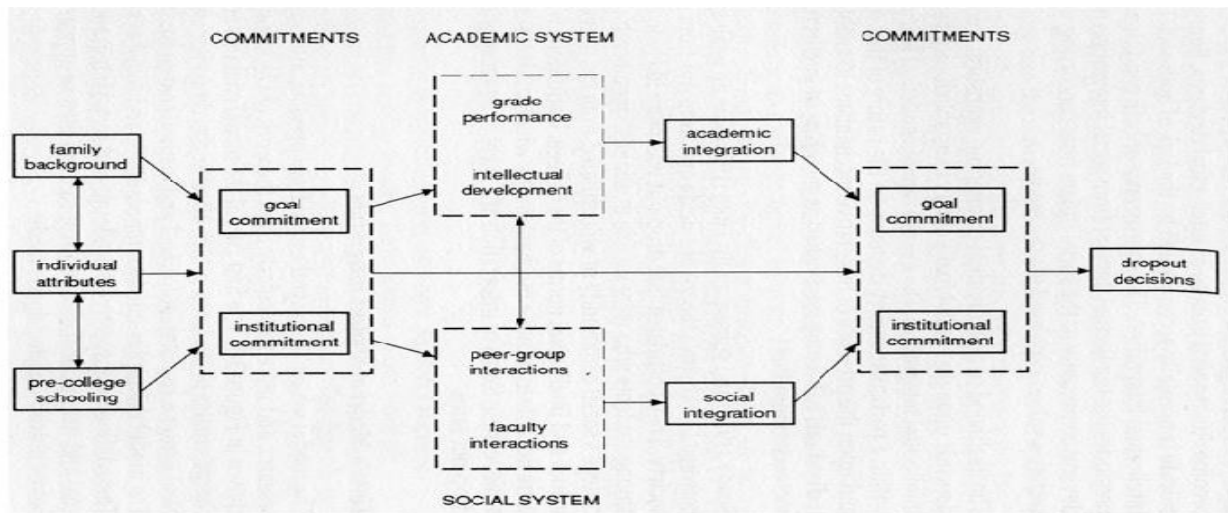 COMMITMENTS
ACADEMIC SYSTEM
COMMITMENTS
family
background
individual
attributes
pre-college
schooling
goal
commitment
institutional
commitment
grade
performance
intellectual
development
peer-group
interactions
faculty
interactions
SOCIAL SYSTEM
academic
integration
social
integration
goal
commitment
institutional
commitment
dropout
decisions